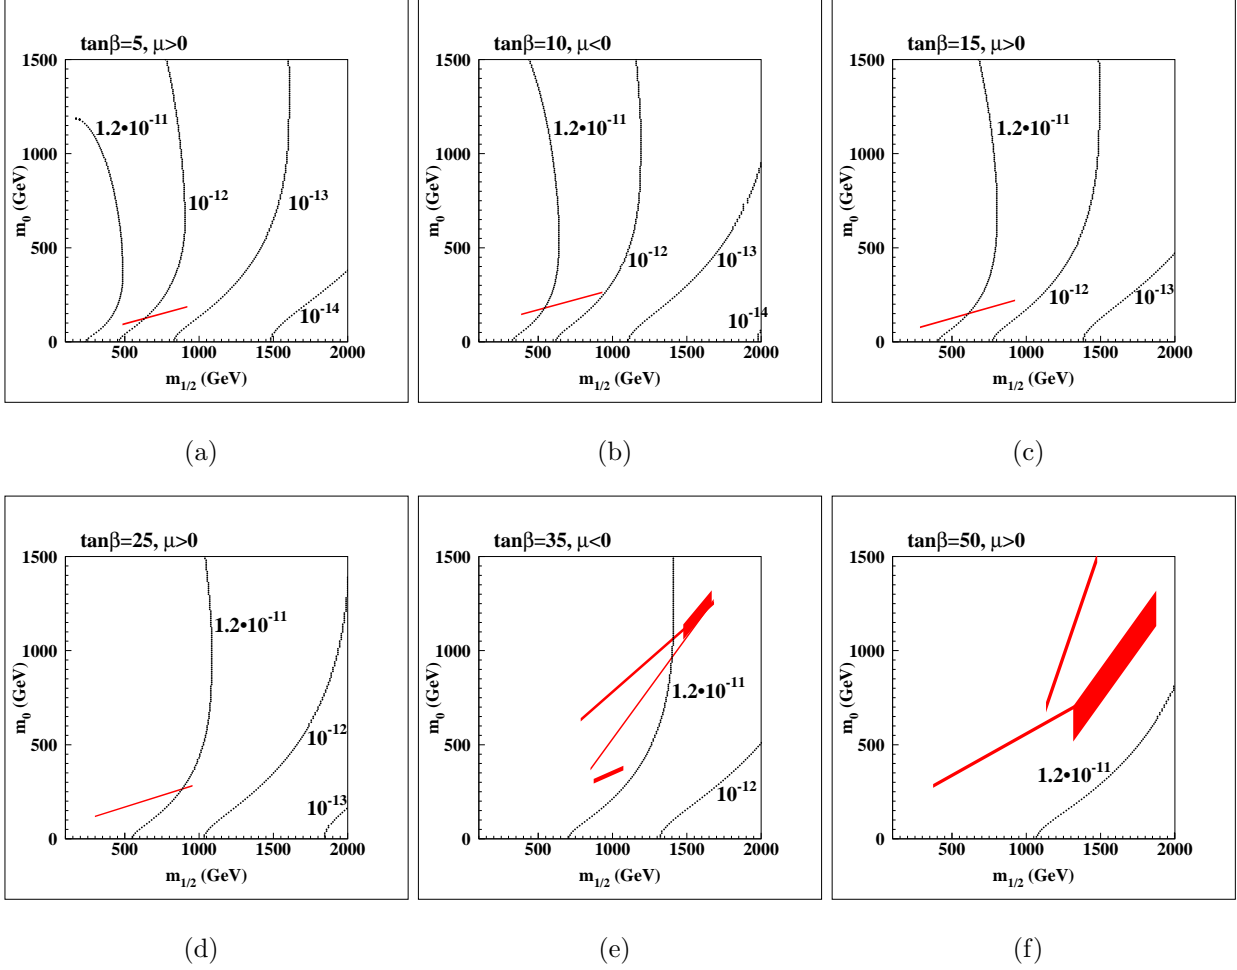 tanβ=5, μ>0
1500
1000
500
0
m0 (GeV)
1.2•10-11
10-12
10-13
10-14
500 1000 1500 2000
m1/2 (GeV)
(a)
tanβ=10, μ<0
1500
1000
500
0
m0 (GeV)
1.2•10-11
10-12
10-13
10-14
500 1000 1500 2000
m1/2 (GeV)
(b)
tanβ=15, μ>0
1500
1000
500
0
m0 (GeV)
1.2•10-11
10-12
10-13
500 1000 1500 2000
m1/2 (GeV)
(c)
tanβ=25, μ>0
1500
1000
500
0
m0 (GeV)
1.2•10-11
10-12
10-13
500 1000 1500 2000
m1/2 (GeV)
(d)
tanβ=35, μ<0
1500
1000
500
0
m0 (GeV)
1.2•10-11
10-12
500 1000 1500 2000
m1/2 (GeV)
(e)
tanβ=50, μ>0
1500
1000
500
0
m0 (GeV)
1.2•10-11
500 1000 1500 2000
m1/2 (GeV)
(f)